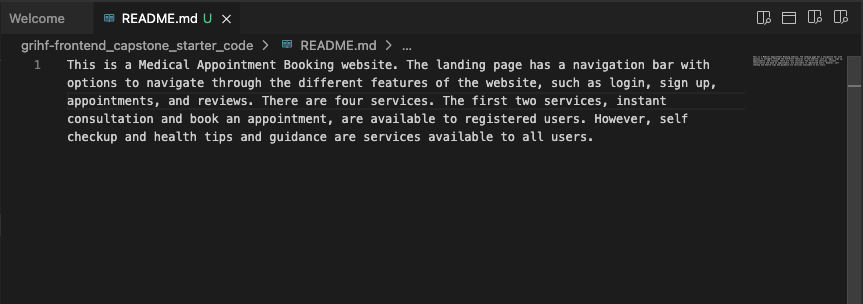 Welcome README.md U
grihf-frontend_capstone_starter_code > README.md > ...
1 This is a Medical Appointment Booking website. The landing page has a navigation bar with
options to navigate through the different features of the website, such as login, sign up,
appointments, and reviews. There are four services. The first two services, instant
consultation and book an appointment, are available to registered users. However, self
checkup and health tips and guidance are services available to all users.